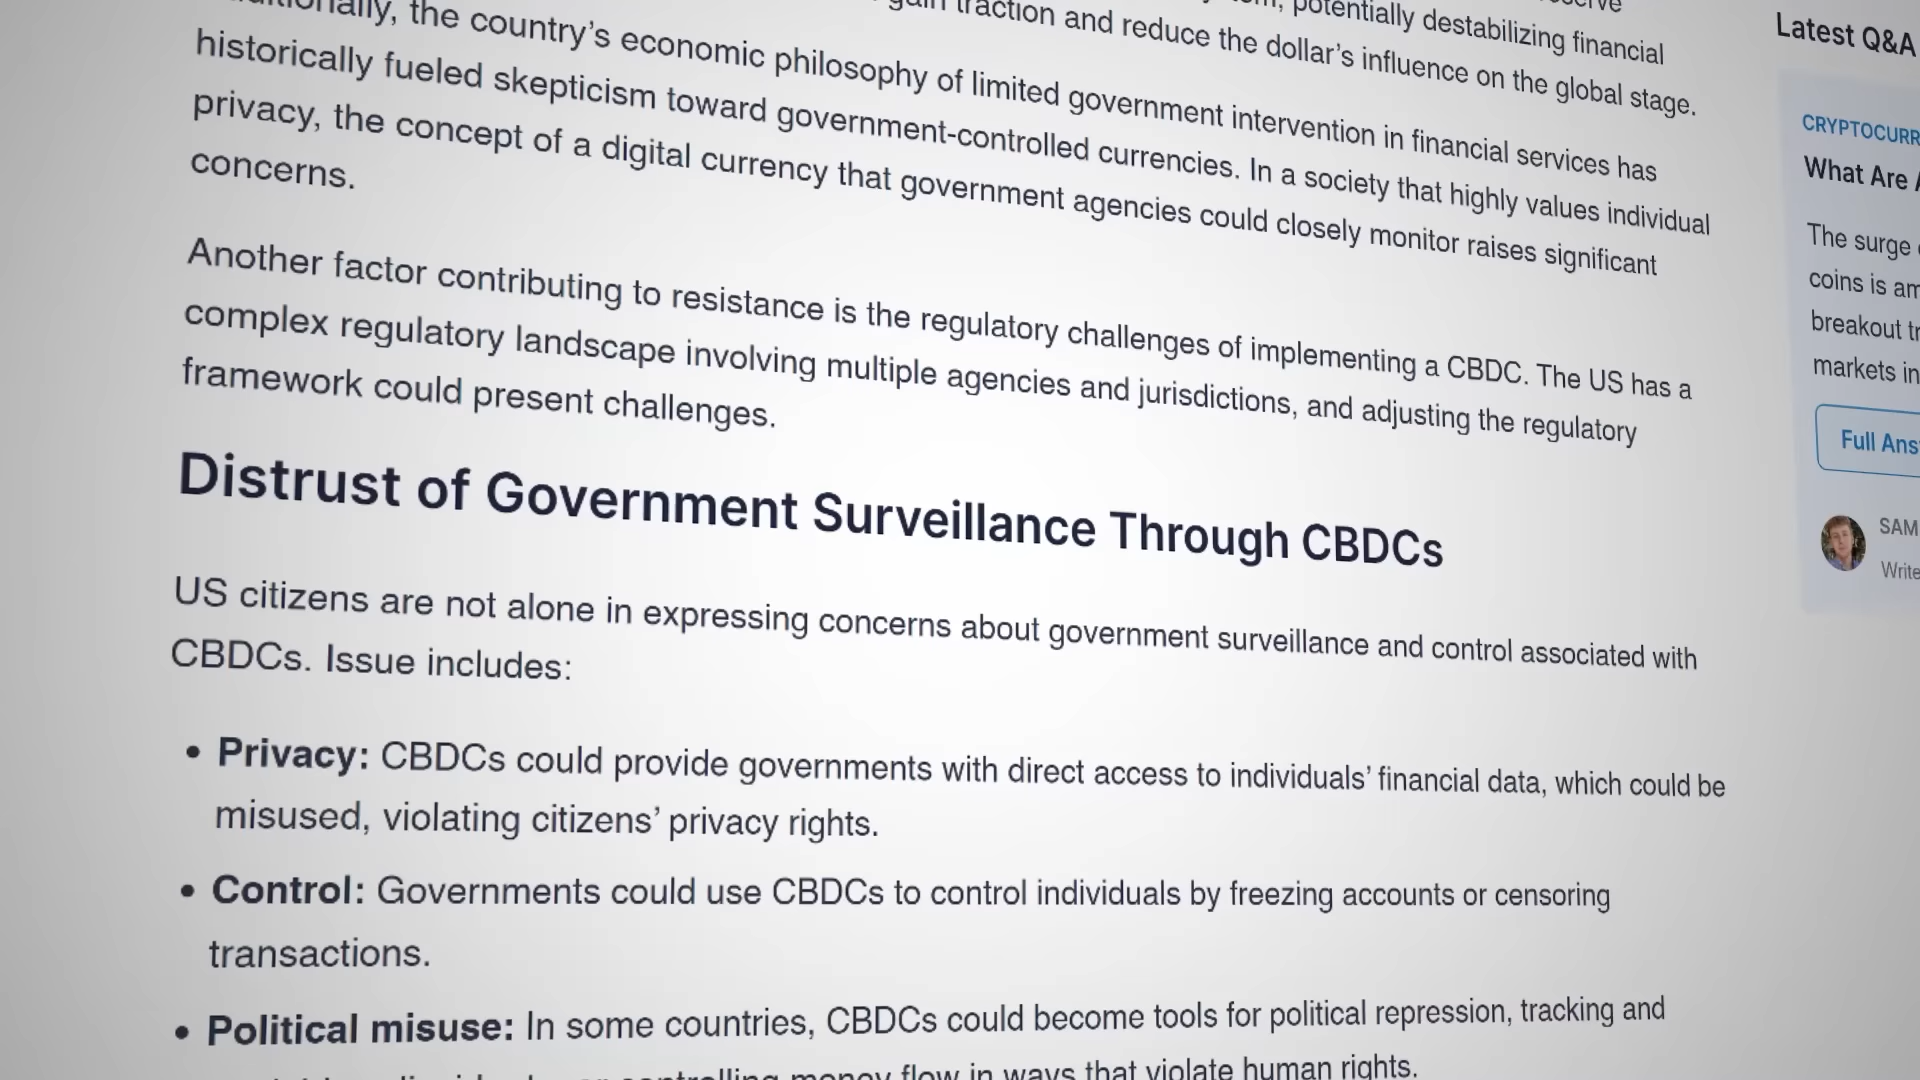 potentially destabilizing financial
gain traction and reduce the dollar’s influence on the global stage.
the country’s economic philosophy of limited government intervention in financial services has
historically fueled skepticism toward government-controlled currencies. In a society that highly values individual
privacy, the concept of a digital currency that government agencies could closely monitor raises significant
concerns.
Another factor contributing to resistance is the regulatory challenges of implementing a CBDC. The US has a
complex regulatory landscape involving multiple agencies and jurisdictions, and adjusting the regulatory
framework could present challenges.
Distrust of Government Surveillance Through CBDCs
US citizens are not alone in expressing concerns about government surveillance and control associated with
CBDCs. Issue includes:
• Privacy: CBDCs could provide governments with direct access to individuals’ financial data, which could be
misused, violating citizens’ privacy rights.
• Control: Governments could use CBDCs to control individuals by freezing accounts or censoring
transactions.
• Political misuse: In some countries, CBDCs could become tools for political repression, tracking and
controlling money flow in ways that violate human rights.
Latest Q&A
CRYPTOCURR
What Are
The surge
coins is am
breakout tr
markets in
Full Ans
SAM
Write